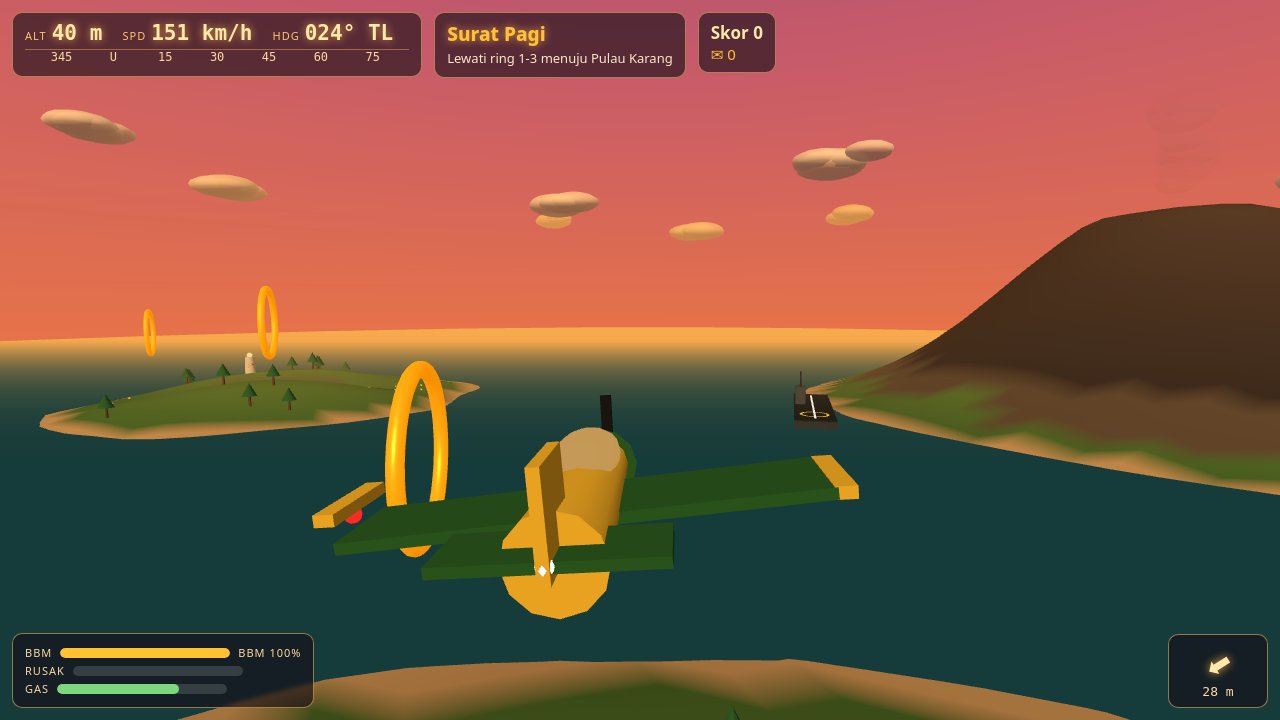 ALT 40 m SPD 151 km/h HDG 024° TL
345 U 15 30 45 60 75
Surat Pagi
Lewati ring 1-3 menuju Pulau Karang
Skor 0
✉ 0
BBM BBM 100%
RUSAK
GAS
28 m